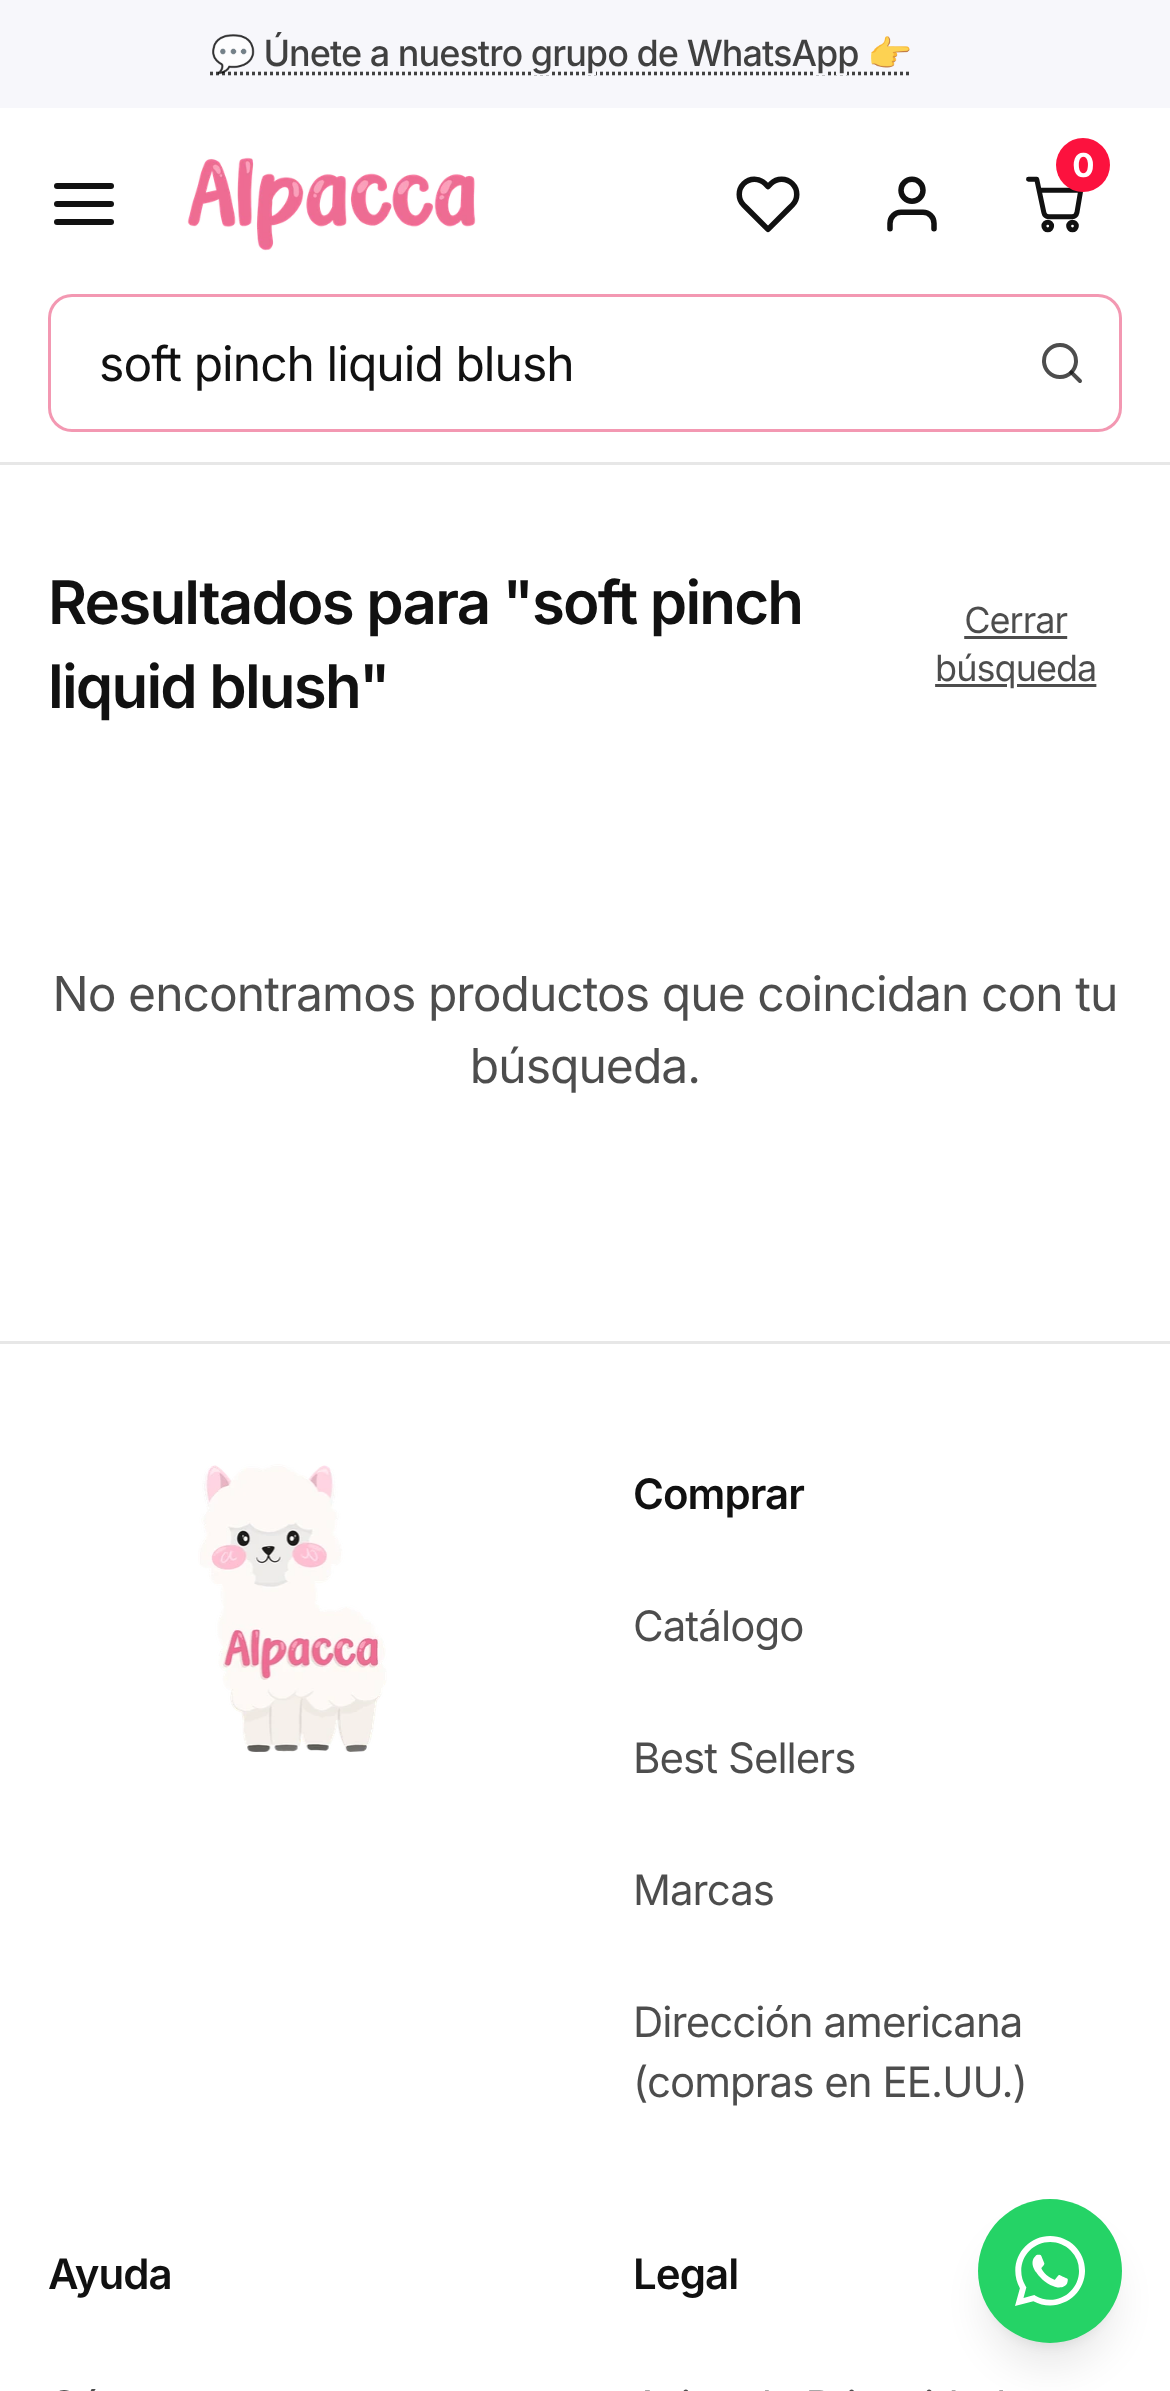 💬 Únete a nuestro grupo de WhatsApp 👉
Alpacca
0
soft pinch liquid blush
Resultados para "soft pinch
liquid blush"
Cerrar
búsqueda
No encontramos productos que coincidan con tu
búsqueda.
Alpacca
Comprar
Catálogo
Best Sellers
Marcas
Dirección americana
(compras en EE.UU.)
Ayuda
Legal